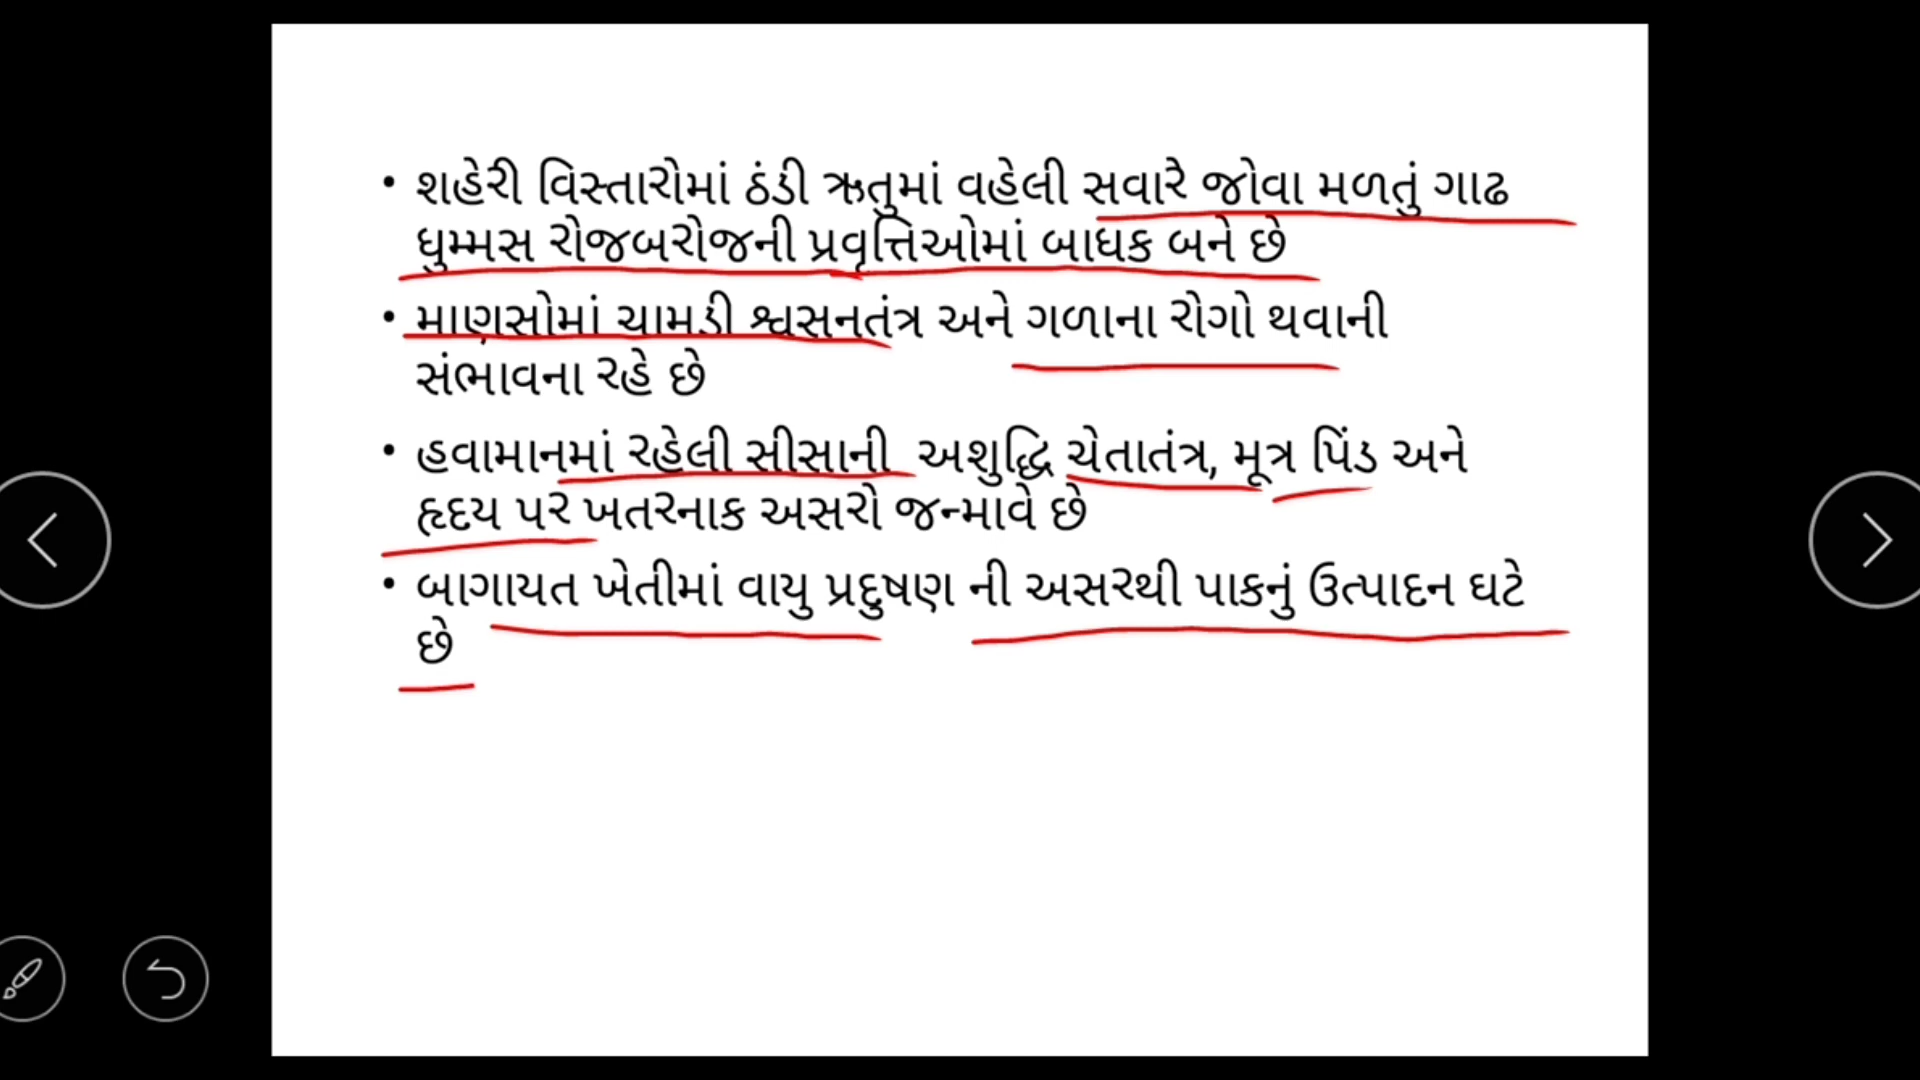 • શહેરી વિસ્તારોમાં ઠંડી ઋતુમાં વહેલી સવારે જોવા મળતું ગાઢ
ધુમ્મસ રોજબરોજની પ્રવૃત્તિઓમાં બાધક બને છે
• માણસોમાં ચામડી શ્વસનતંત્ર અને ગળાના રોગો થવાની
સંભાવના રહે છે
• હવામાનમાં રહેલી સીસાની અશુદ્ધિ ચેતાતંત્ર, મૂત્ર પિંડ અને
હૃદય પર ખતરનાક અસરો જન્માવે છે
• બાગાયત ખેતીમાં વાયુ પ્રદુષણ ની અસરથી પાકનું ઉત્પાદન ઘટે
છે